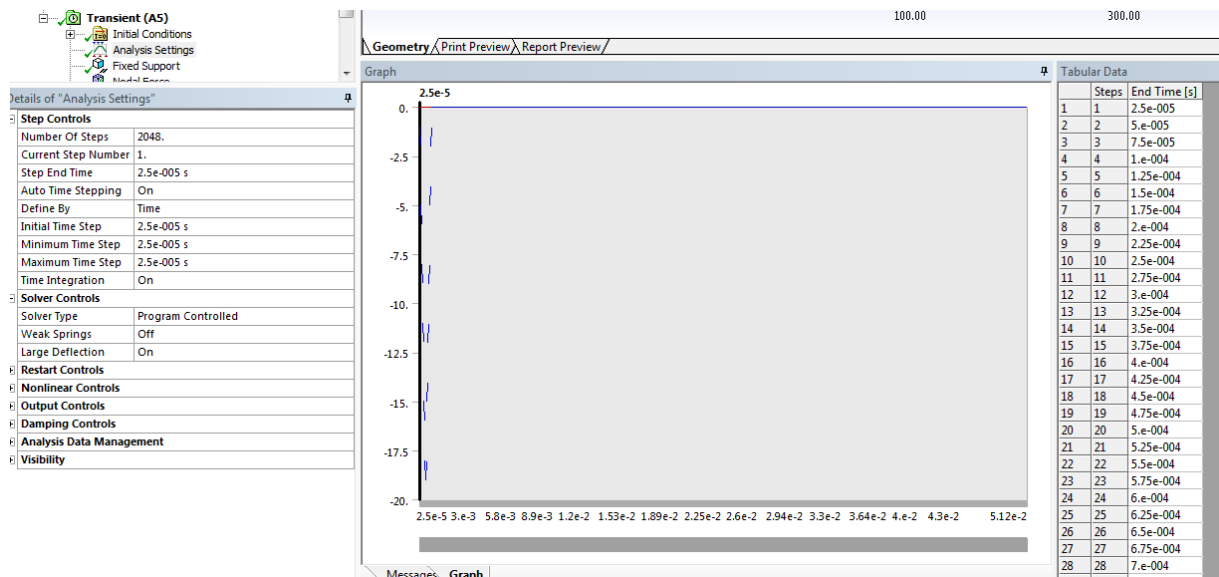 Transient (A5)
Initial Conditions
Analysis Settings
Fixed Support
Nodal Force
Details of "Analysis Settings"
Step Controls
Number Of Steps 2048.
Current Step Number 1.
Step End Time 2.5e-005 s
Auto Time Stepping On
Define By Time
Initial Time Step 2.5e-005 s
Minimum Time Step 2.5e-005 s
Maximum Time Step 2.5e-005 s
Time Integration On
Solver Controls
Solver Type Program Controlled
Weak Springs Off
Large Deflection On
Restart Controls
Nonlinear Controls
Output Controls
Damping Controls
Analysis Data Management
Visibility
100.00 300.00
Geometry Print Preview Report Preview
Graph
2.5e-5
0.
-2.5
-5.
-7.5
-10.
-12.5
-15.
-17.5
-20.
2.5e-5 3.e-3 5.8e-3 8.9e-3 1.2e-2 1.53e-2 1.89e-2 2.25e-2 2.6e-2 2.94e-2 3.3e-2 3.64e-2 4.e-2 4.3e-2 5.12e-2
Messages Graph
Tabular Data
Steps End Time [s]
1 1 2.5e-005
2 2 5.e-005
3 3 7.5e-005
4 4 1.e-004
5 5 1.25e-004
6 6 1.5e-004
7 7 1.75e-004
8 8 2.e-004
9 9 2.25e-004
10 10 2.5e-004
11 11 2.75e-004
12 12 3.e-004
13 13 3.25e-004
14 14 3.5e-004
15 15 3.75e-004
16 16 4.e-004
17 17 4.25e-004
18 18 4.5e-004
19 19 4.75e-004
20 20 5.e-004
21 21 5.25e-004
22 22 5.5e-004
23 23 5.75e-004
24 24 6.e-004
25 25 6.25e-004
26 26 6.5e-004
27 27 6.75e-004
28 28 7.e-004